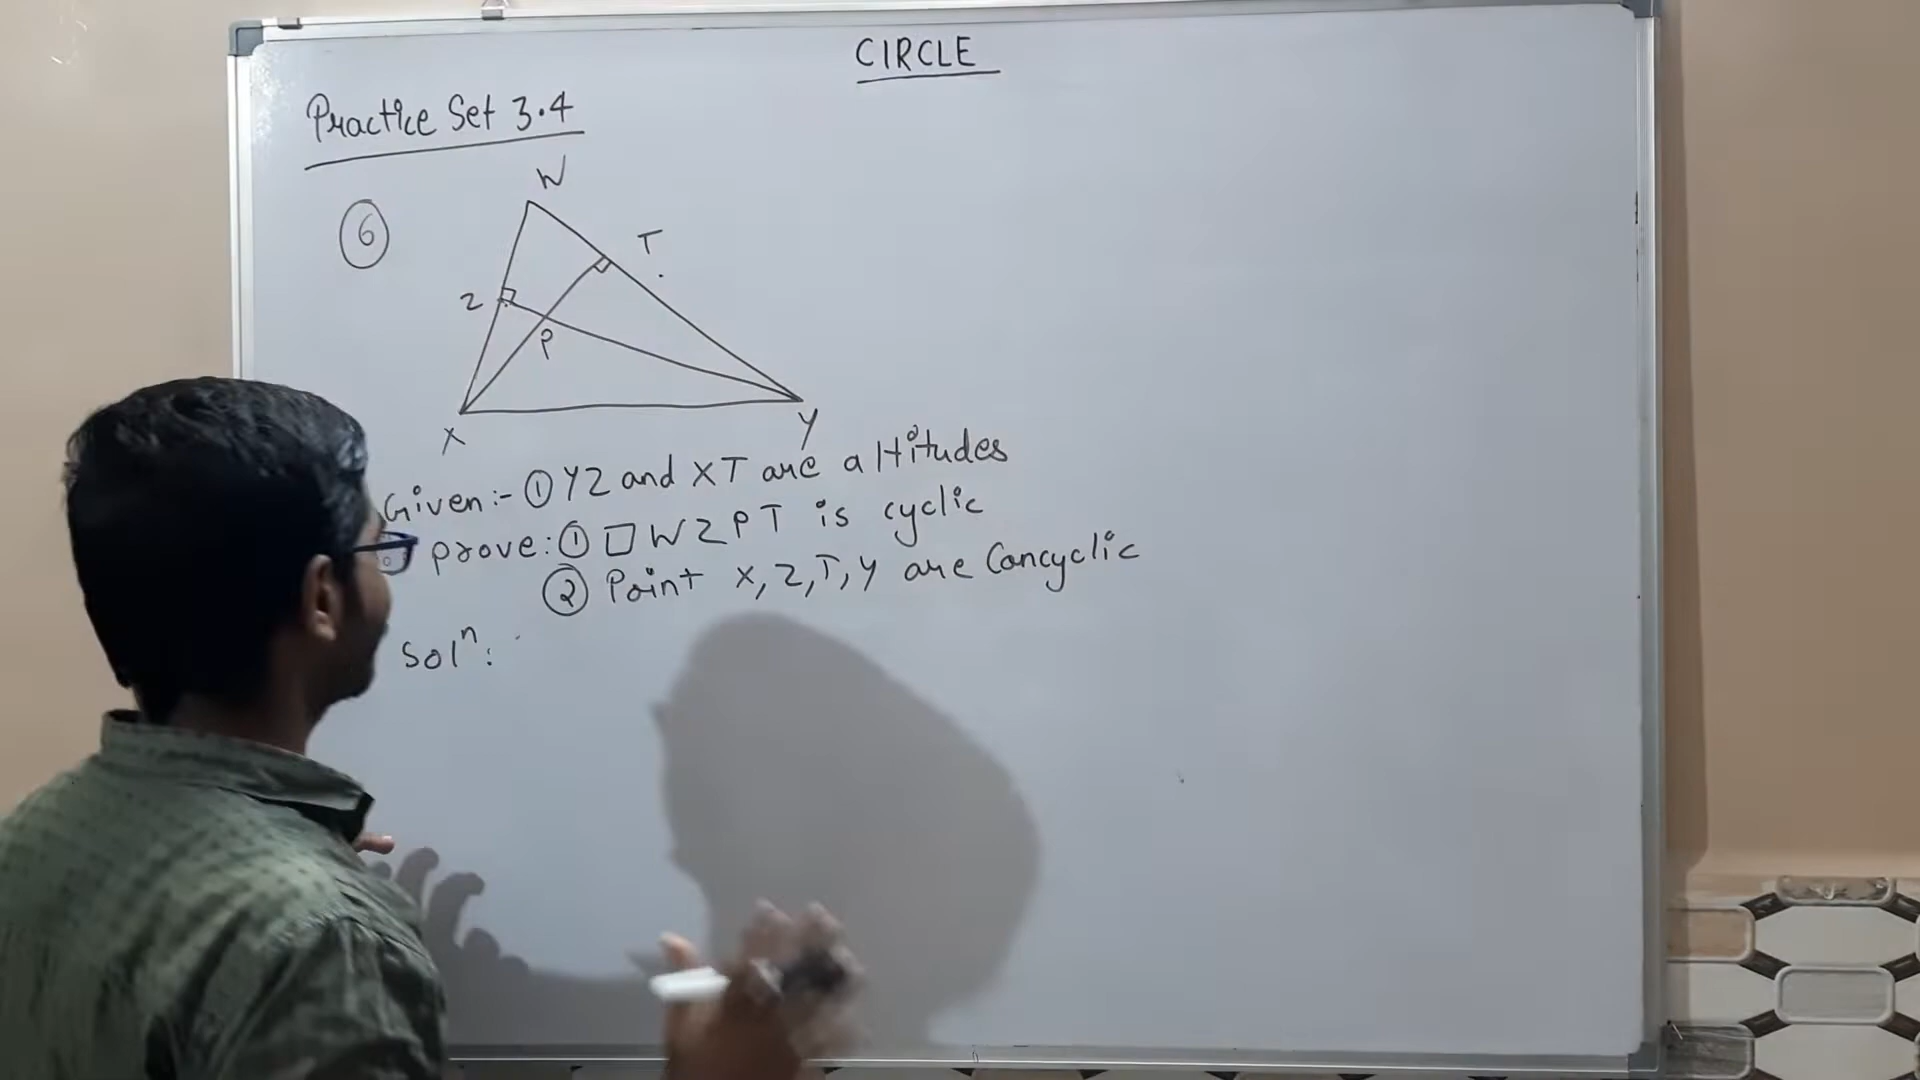 CIRCLE
Practice Set 3.4
6
W
T
Z
P
X
Y
Given:- ① YZ and XT are altitudes
prove: ① □ WZPT is cyclic
② Point X, Z, T, Y are Concyclic
Solⁿ: